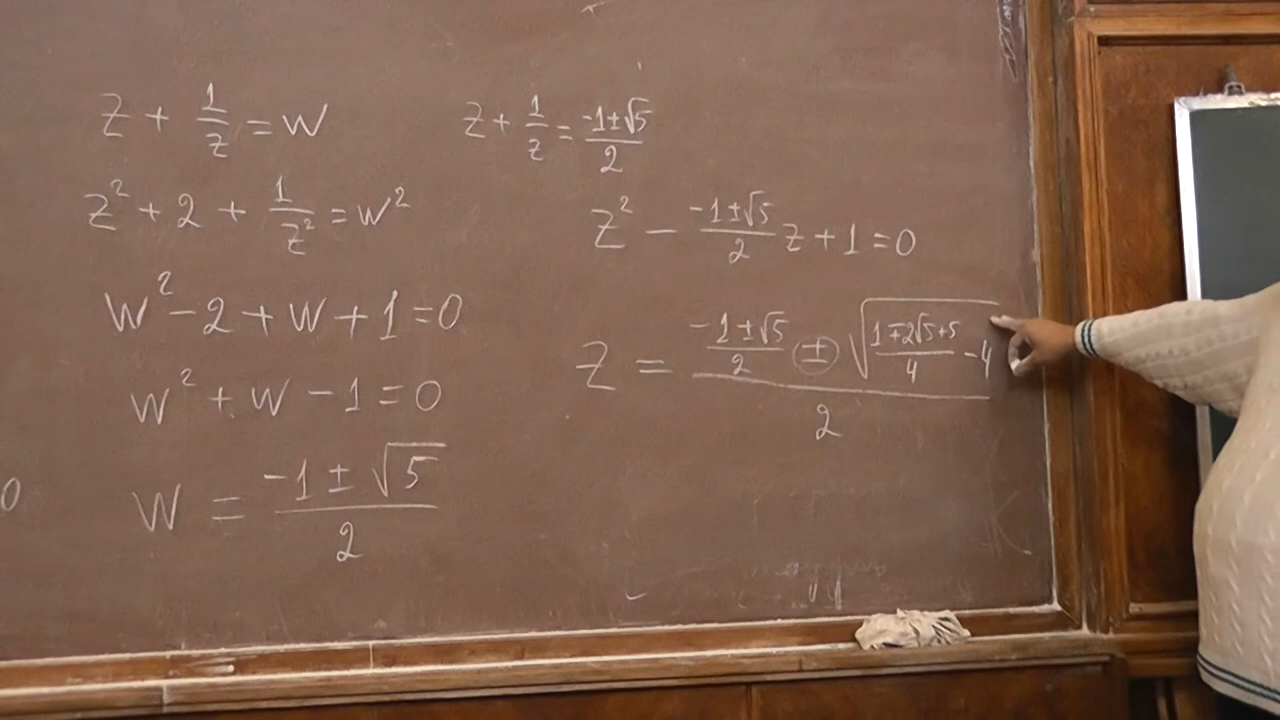 z + 1/z = w
z² + 2 + 1/z² = w²
w² - 2 + w + 1 = 0
w² + w - 1 = 0
0
w = (-1 ± √5)/2
z + 1/z = (-1 ± √5)/2
z² - (-1 ± √5)/2 z + 1 = 0
z = ((-1 ± √5)/2 ± √((1 ∓ 2√5 + 5)/4 - 4))/2